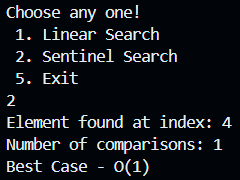 Choose any one!
1. Linear Search
2. Sentinel Search
5. Exit
2
Element found at index: 4
Number of comparisons: 1
Best Case - O(1)